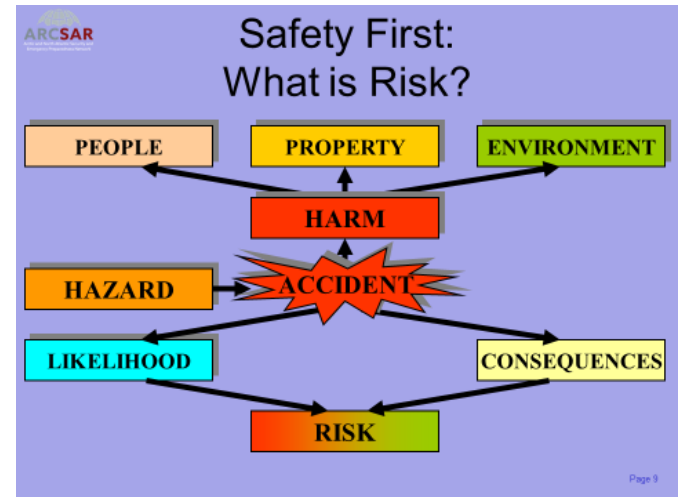 ARCSAR
Safety First:
What is Risk?
PEOPLE
PROPERTY
ENVIRONMENT
HARM
HAZARD
ACCIDENT
LIKELIHOOD
CONSEQUENCES
RISK
Page 9